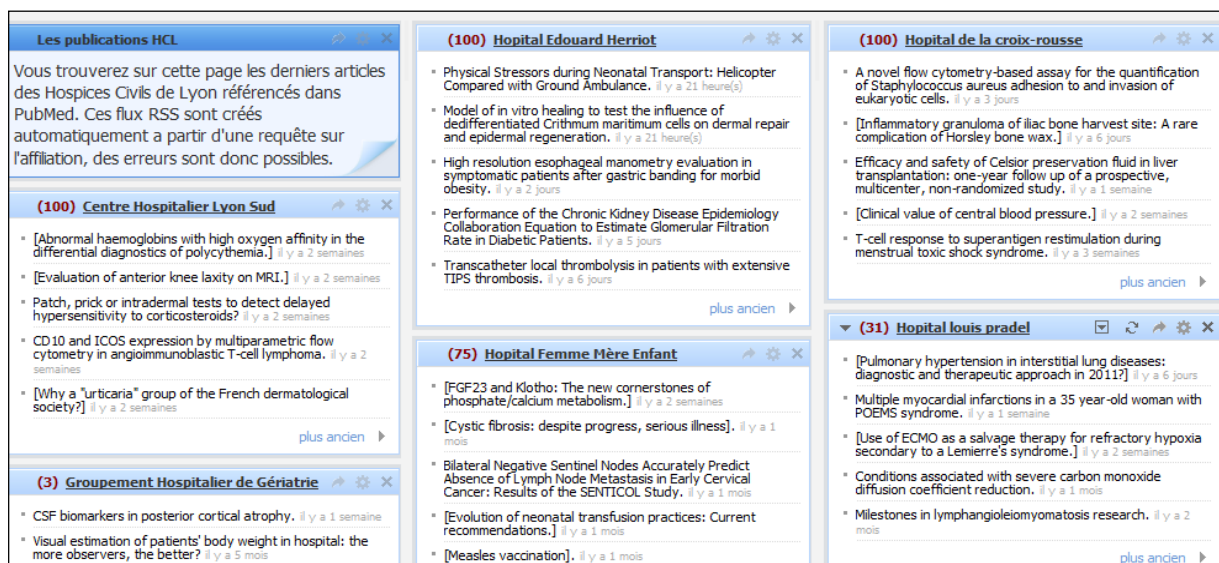 Les publications HCL
Vous trouverez sur cette page les derniers articles
des Hospices Civils de Lyon référencés dans
PubMed. Ces flux RSS sont créés
automatiquement a partir d'une requête sur
l'affiliation, des erreurs sont donc possibles.
(100) Centre Hospitalier Lyon Sud
[Abnormal haemoglobins with high oxygen affinity in the
differential diagnostics of polycythemia.] il y a 2 semaines
[Evaluation of anterior knee laxity on MRI.] il y a 2 semaines
Patch, prick or intradermal tests to detect delayed
hypersensitivity to corticosteroids? il y a 2 semaines
CD10 and ICOS expression by multiparametric flow
cytometry in angioimmunoblastic T-cell lymphoma. il y a 2
semaines
[Why a "urticaria" group of the French dermatological
society?] il y a 2 semaines
plus ancien
(3) Groupement Hospitalier de Gériatrie
CSF biomarkers in posterior cortical atrophy. il y a 1 semaine
Visual estimation of patients' body weight in hospital: the
more observers, the better? il y a 5 mois
(100) Hopital Edouard Herriot
Physical Stressors during Neonatal Transport: Helicopter
Compared with Ground Ambulance. il y a 21 heure(s)
Model of in vitro healing to test the influence of
dedifferentiated Crithmum maritimum cells on dermal repair
and epidermal regeneration. il y a 21 heure(s)
High resolution esophageal manometry evaluation in
symptomatic patients after gastric banding for morbid
obesity. il y a 2 jours
Performance of the Chronic Kidney Disease Epidemiology
Collaboration Equation to Estimate Glomerular Filtration
Rate in Diabetic Patients. il y a 5 jours
Transcatheter local thrombolysis in patients with extensive
TIPS thrombosis. il y a 6 jours
plus ancien
(75) Hopital Femme Mère Enfant
[FGF23 and Klotho: The new cornerstones of
phosphate/calcium metabolism.] il y a 2 semaines
[Cystic fibrosis: despite progress, serious illness]. il y a 1
mois
Bilateral Negative Sentinel Nodes Accurately Predict
Absence of Lymph Node Metastasis in Early Cervical
Cancer: Results of the SENTICOL Study. il y a 1 mois
[Evolution of neonatal transfusion practices: Current
recommendations.] il y a 1 mois
[Measles vaccination]. il y a 1 mois
(100) Hopital de la croix-rousse
A novel flow cytometry-based assay for the quantification
of Staphylococcus aureus adhesion to and invasion of
eukaryotic cells. il y a 3 jours
[Inflammatory granuloma of iliac bone harvest site: A rare
complication of Horsley bone wax.] il y a 6 jours
Efficacy and safety of Celsior preservation fluid in liver
transplantation: one-year follow up of a prospective,
multicenter, non-randomized study. il y a 1 semaine
[Clinical value of central blood pressure.] il y a 2 semaines
T-cell response to superantigen restimulation during
menstrual toxic shock syndrome. il y a 3 semaines
plus ancien
(31) Hopital louis pradel
[Pulmonary hypertension in interstitial lung diseases:
diagnostic and therapeutic approach in 2011?] il y a 6 jours
Multiple myocardial infarctions in a 35 year-old woman with
POEMS syndrome. il y a 1 semaine
[Use of ECMO as a salvage therapy for refractory hypoxia
secondary to a Lemierre's syndrome.] il y a 2 semaines
Conditions associated with severe carbon monoxide
diffusion coefficient reduction. il y a 1 mois
Milestones in lymphangioleiomyomatosis research. il y a 2
mois
plus ancien